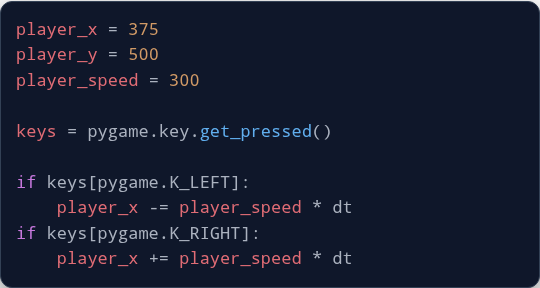 player_x = 375
player_y = 500
player_speed = 300

keys = pygame.key.get_pressed()

if keys[pygame.K_LEFT]:
    player_x -= player_speed * dt
if keys[pygame.K_RIGHT]:
    player_x += player_speed * dt